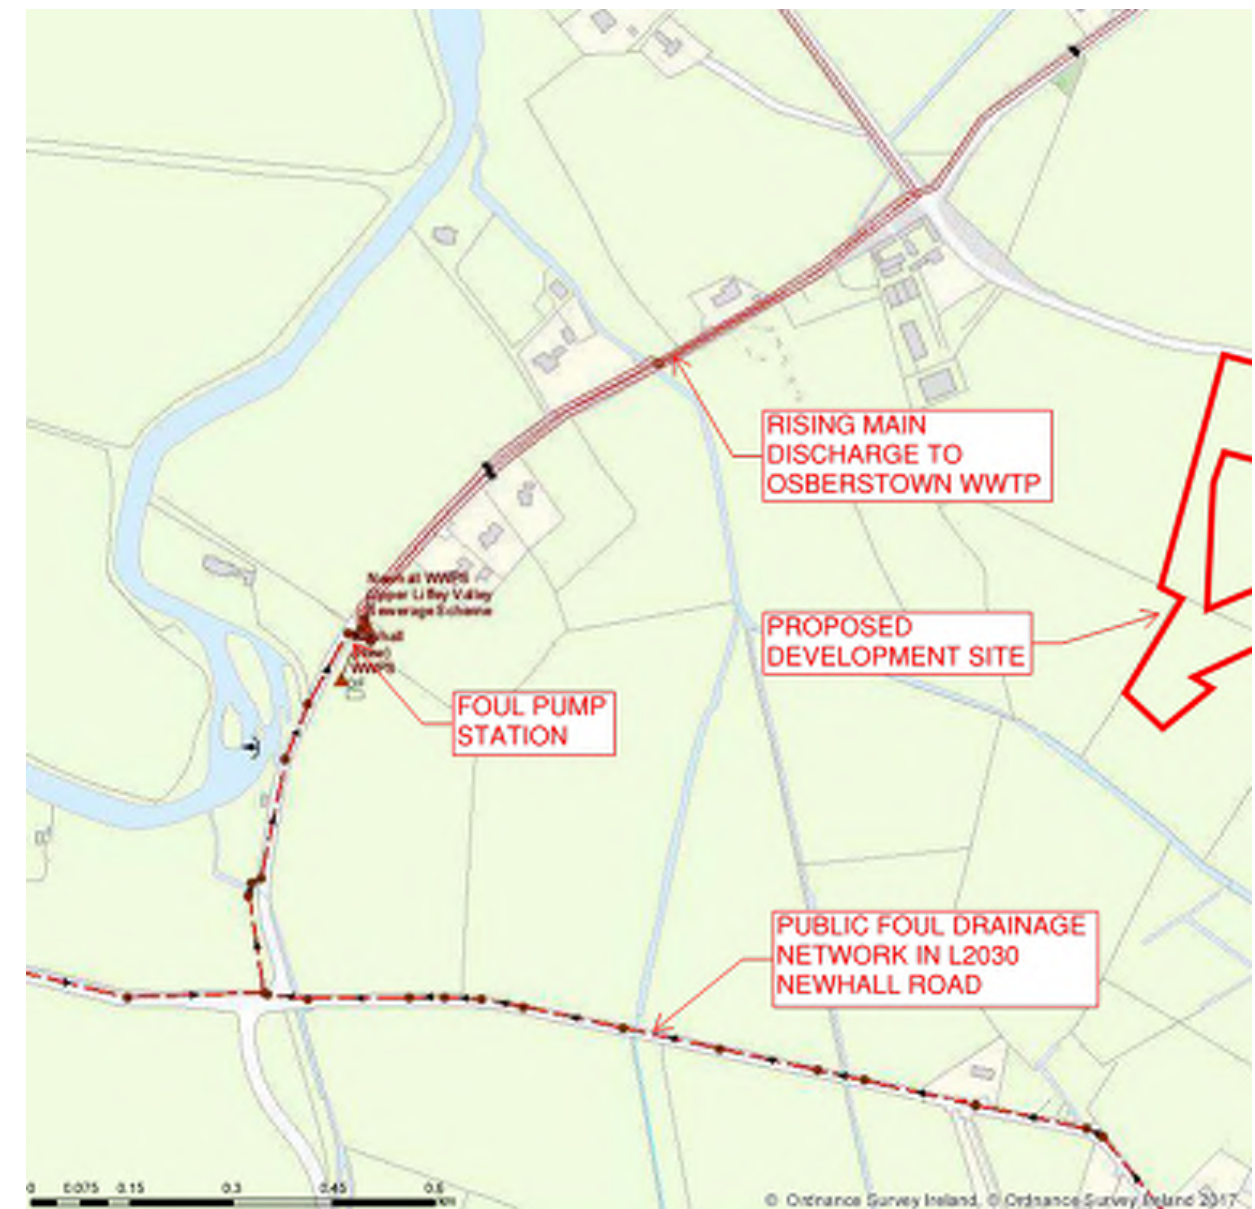 RISING MAIN
DISCHARGE TO
OSBERSTOWN WWTP
Upper Liffey Valley
Sewerage Scheme
WWPS
PROPOSED
DEVELOPMENT SITE
FOUL PUMP
STATION
PUBLIC FOUL DRAINAGE
NETWORK IN L2030
NEWHALL ROAD
0 0.075 0.15 0.3 0.45 0.6
km
© Ordnance Survey Ireland, © Ordnance Survey Ireland 2017